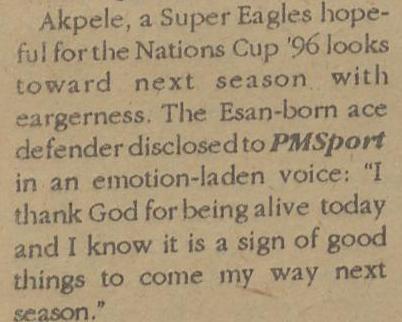 Akpele, a Super Eagles hope-
ful for the Nations Cup '96 looks
toward next season with
eargerness. The Esan-born ace
defender disclosed to PMSport
in an emotion-laden voice: "I
thank God for being alive today
and I know it is a sign of good
things to come my way next
season."